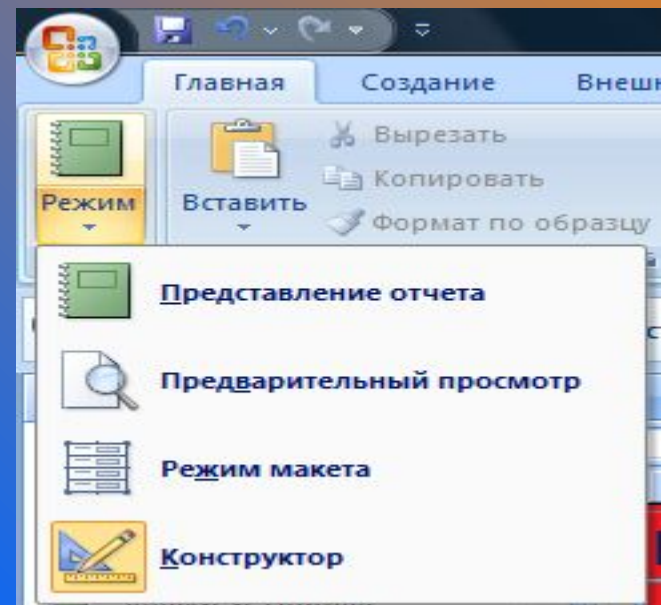 Главная Создание Внешн
Вырезать
Копировать
Режим Вставить
Формат по образцу
Представление отчета
Предварительный просмотр
Режим макета
Конструктор